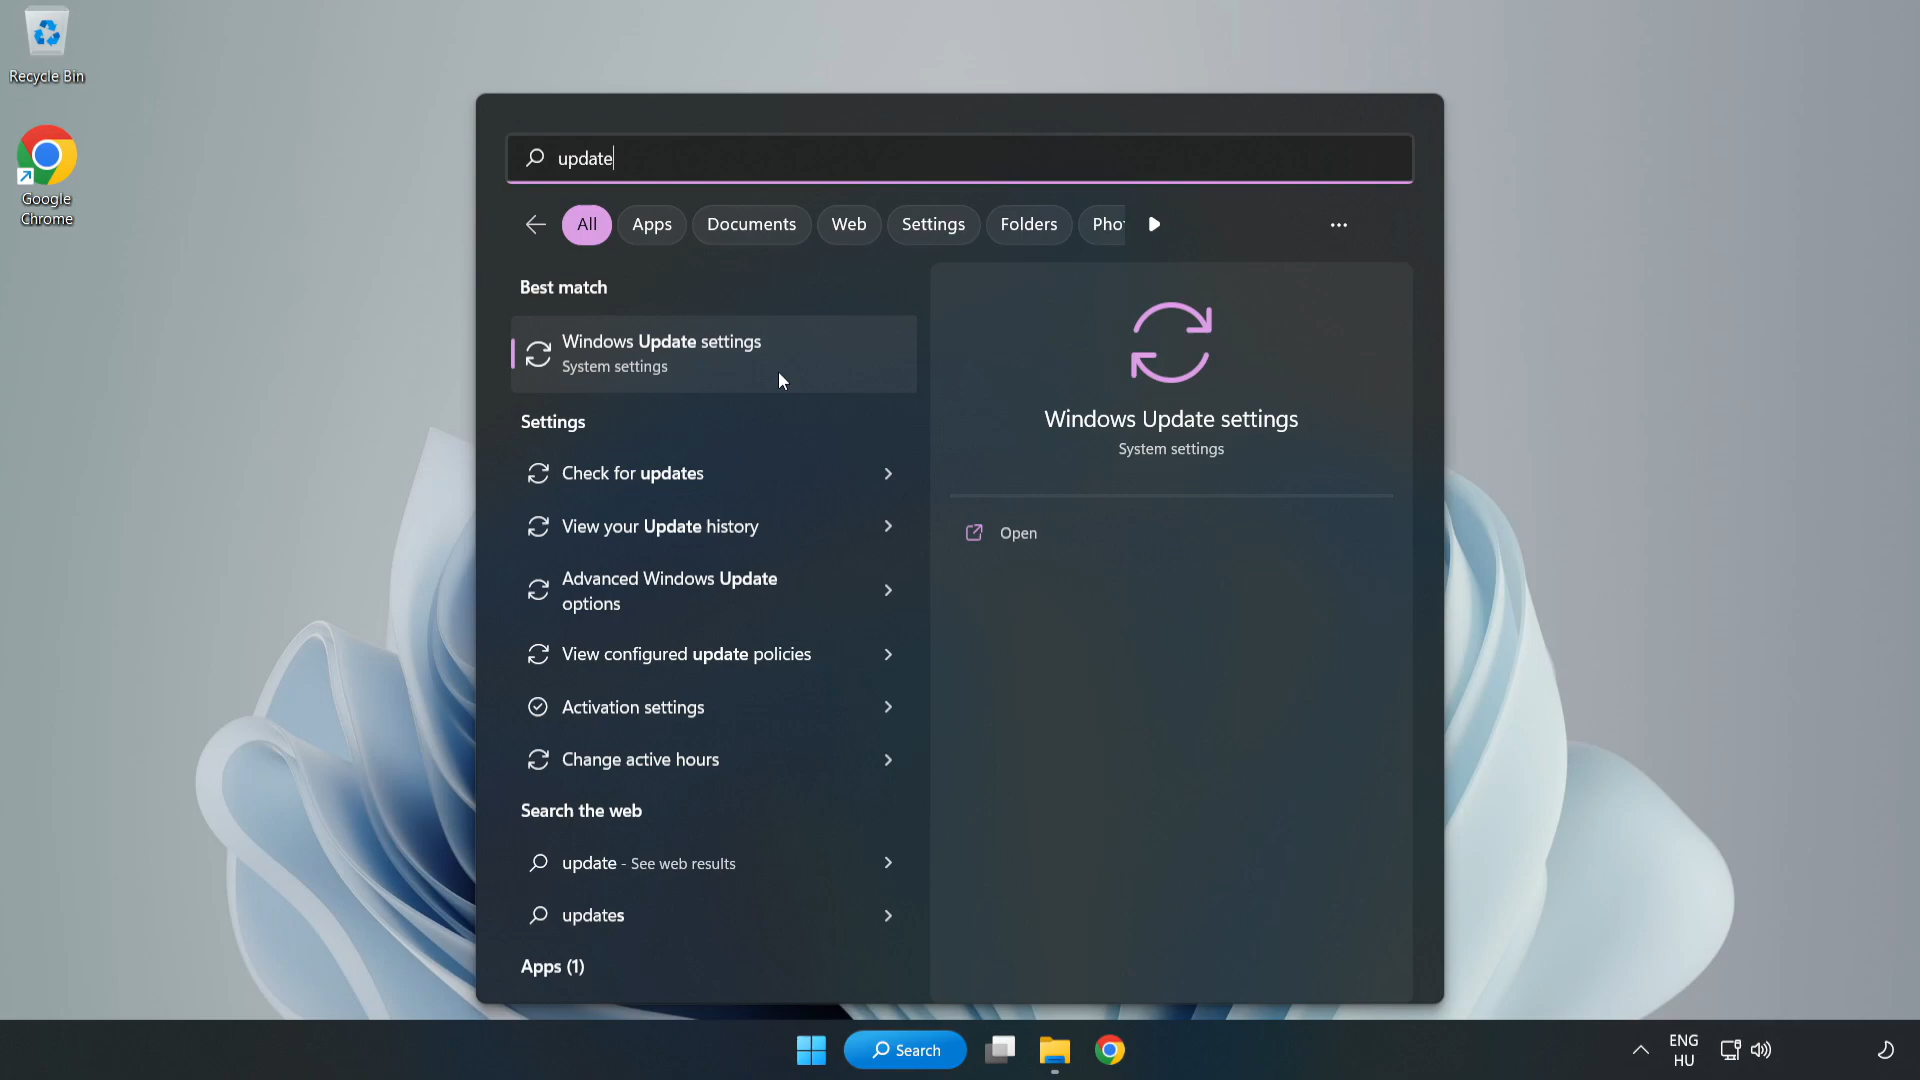 Recycle Bin
Google
Chrome
update
All
Apps
Documents
Web
Settings
Folders
Pho
Best match
Windows Update settings
System settings
Settings
Check for updates
View your Update history
Advanced Windows Update
options
View configured update policies
Activation settings
Change active hours
Search the web
update - See web results
updates
Apps (1)
Windows Update settings
System settings
Open
Search
ENG
HU